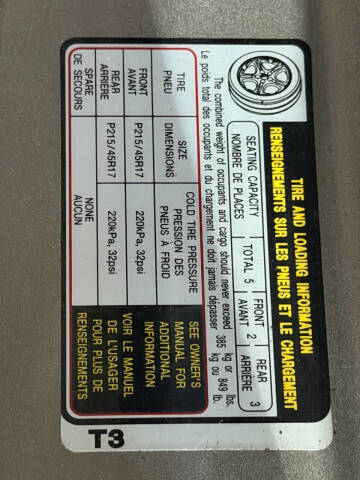 TIRE AND LOADING INFORMATION
RENSEIGNEMENTS SUR LES PNEUS ET LE CHARGEMENT
SEATING CAPACITY
NOMBRE DE PLACES
TOTAL 5
FRONT
AVANT 2
REAR
ARRIÈRE 3
The combined weight of occupants and cargo should never exceed 385 kg or 849 lbs.
Le poids total des occupants et du chargement ne doit jamais dépasser 385 kg ou 849 lb.
TIRE
PNEU
SIZE
DIMENSIONS
COLD TIRE PRESSURE
PRESSION DES
PNEUS À FROID
FRONT
AVANT
P215/45R17
220kPa, 32psi
REAR
ARRIÈRE
P215/45R17
220kPa, 32psi
SPARE
DE SECOURS
NONE
AUCUN
SEE OWNER'S
MANUAL FOR
ADDITIONAL
INFORMATION
VOIR LE MANUEL
DE L'USAGER
POUR PLUS DE
RENSEIGNEMENTS
T3